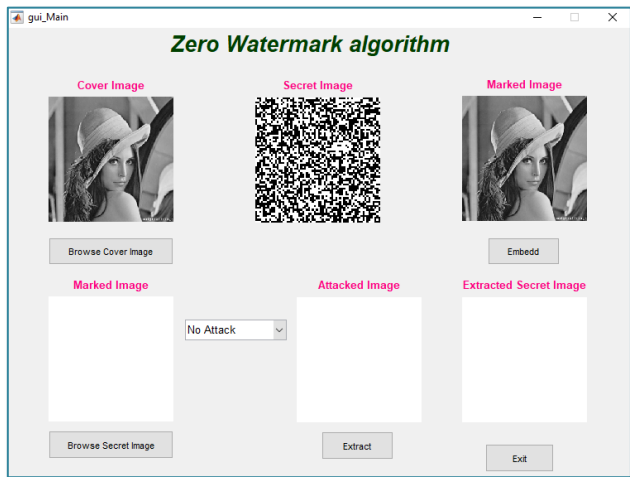 gui_Main
Zero Watermark algorithm
Cover Image
Secret Image
Marked Image
Browse Cover Image
Embedd
Marked Image
Attacked Image
Extracted Secret Image
No Attack
Browse Secret Image
Extract
Exit